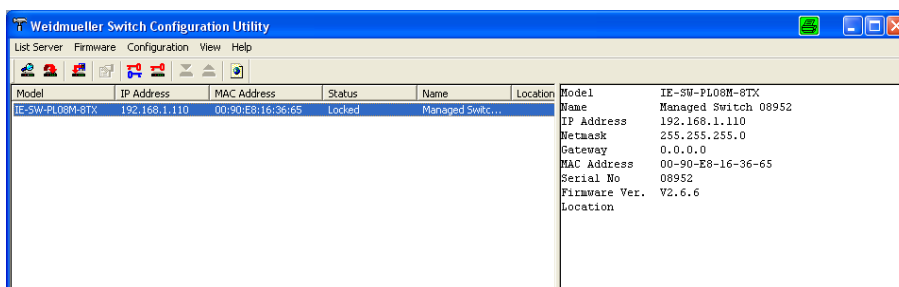 Weidmueller Switch Configuration Utility
List Server Firmware Configuration View Help
Model IP Address MAC Address Status Name Location
IE-SW-PL08M-8TX 192.168.1.110 00:90:E8:16:36:65 Locked Managed Switc...
Model IE-SW-PL08M-8TX
Name Managed Switch 08952
IP Address 192.168.1.110
Netmask 255.255.255.0
Gateway 0.0.0.0
MAC Address 00-90-E8-16-36-65
Serial No 08952
Firmware Ver. V2.6.6
Location